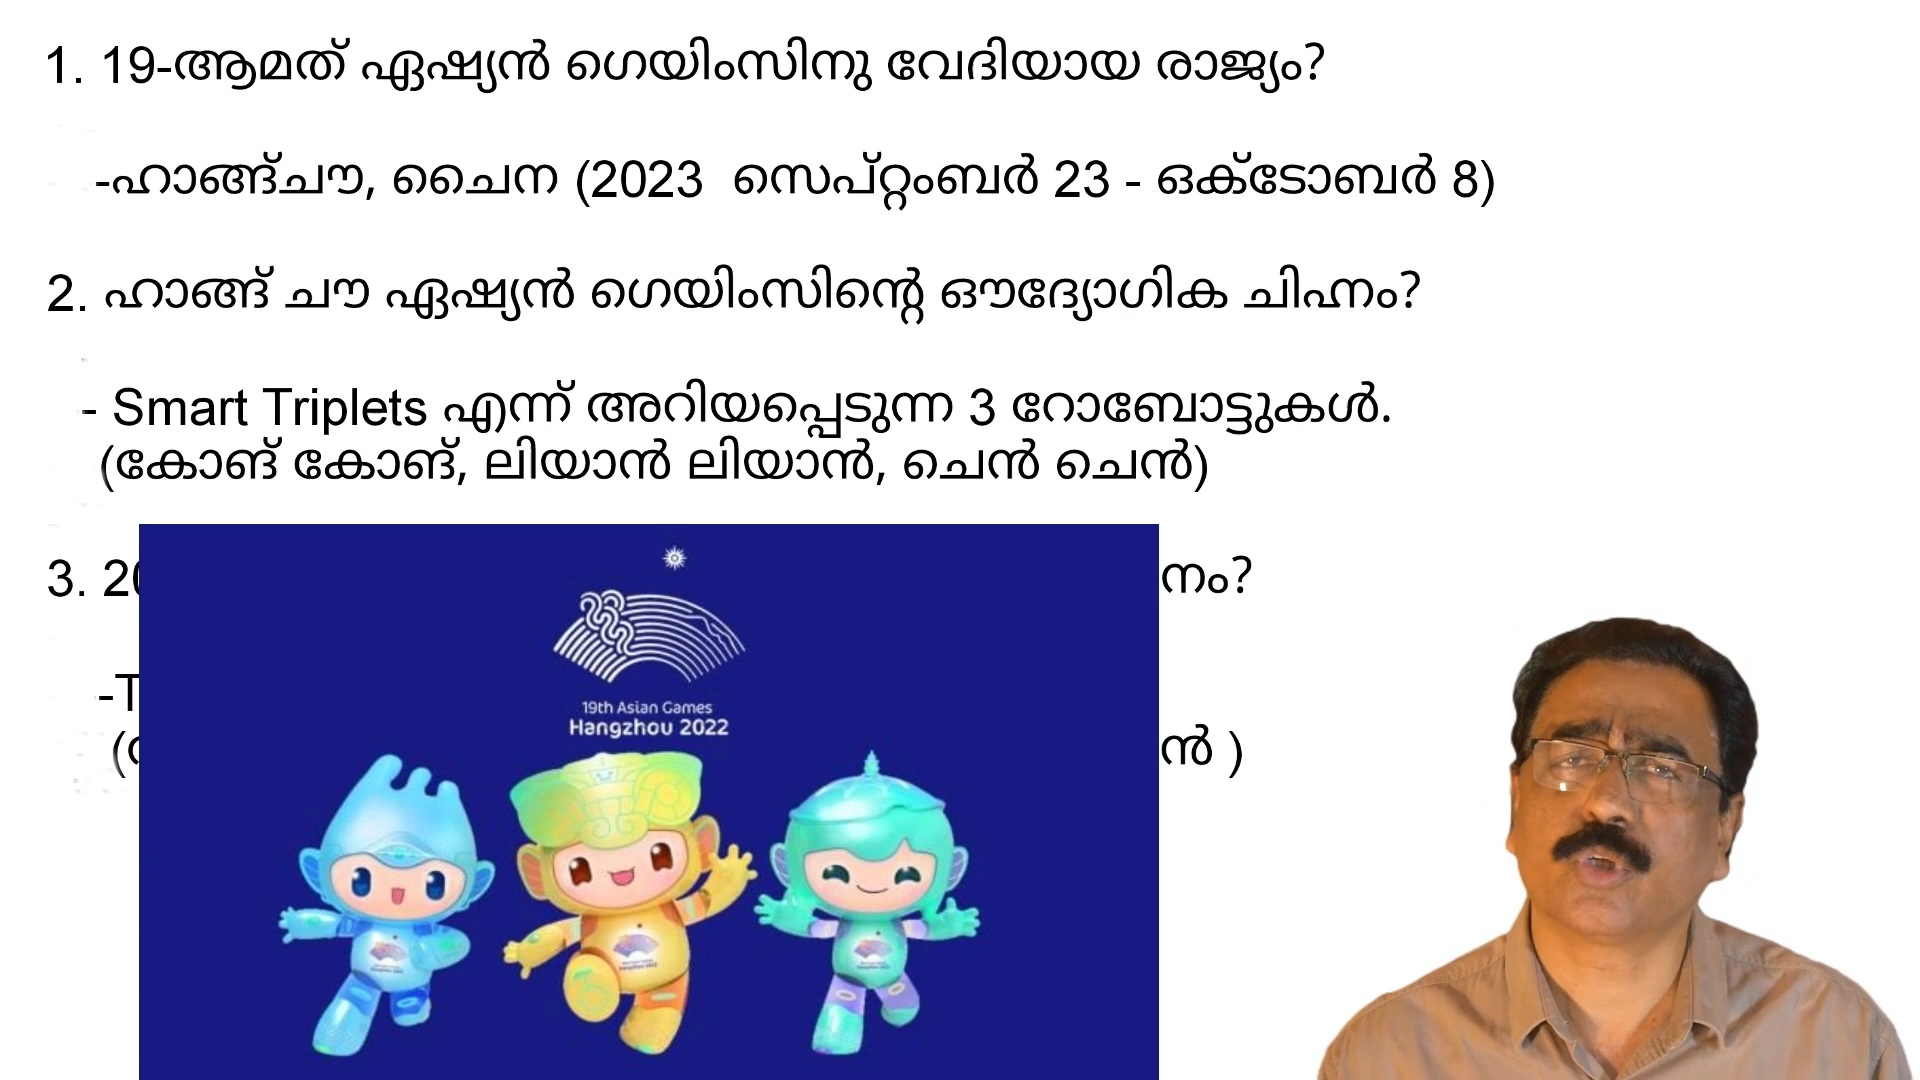 1. 19-ആമത് ഏഷ്യൻ ഗെയിംസിനു വേദിയായ രാജ്യം?
-ഹാങ്ങ്ചൗ, ചൈന (2023 സെപ്റ്റംബർ 23 - ഒക്ടോബർ 8)
2. ഹാങ്ങ് ചൗ ഏഷ്യൻ ഗെയിംസിന്റെ ഔദ്യോഗിക ചിഹ്നം?
- Smart Triplets എന്ന് അറിയപ്പെടുന്ന 3 റോബോട്ടുകൾ.
(കോങ് കോങ്, ലിയാൻ ലിയാൻ, ചെൻ ചെൻ)
3.
19th Asian Games
Hangzhou 2022